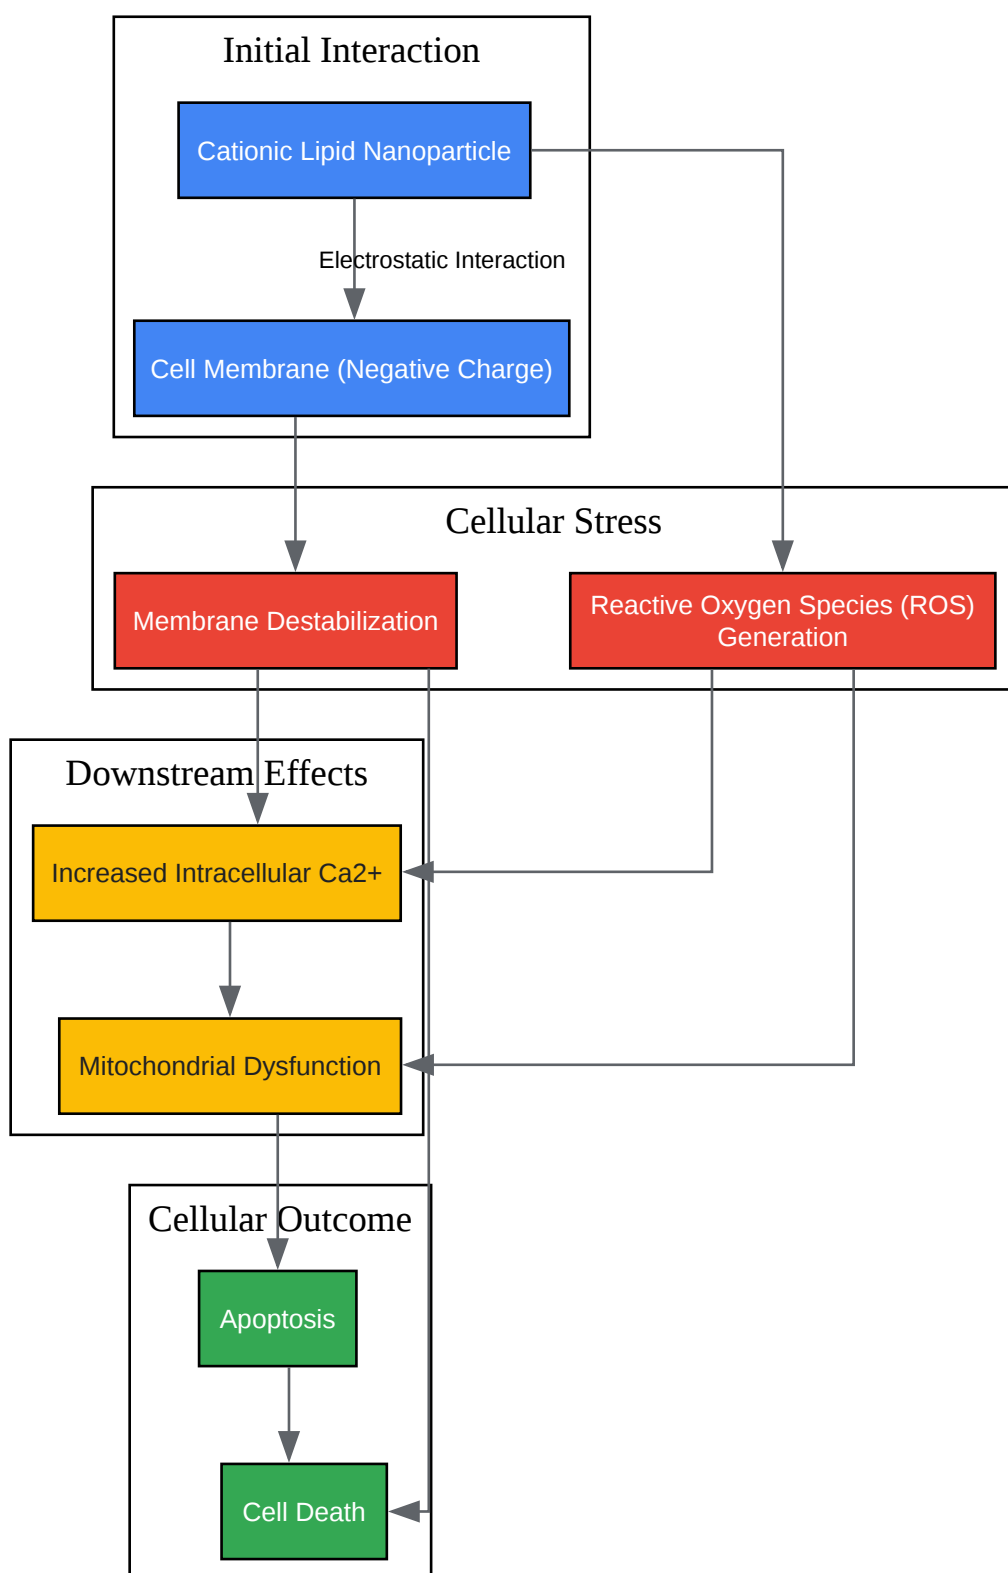 Initial Interaction
Cationic Lipid Nanoparticle
Electrostatic Interaction
Cell Membrane (Negative Charge)
Cellular Stress
Membrane Destabilization
Reactive Oxygen Species (ROS)
Generation
Downstream Effects
Increased Intracellular Ca2+
Mitochondrial Dysfunction
Cellular Outcome
Apoptosis
Cell Death